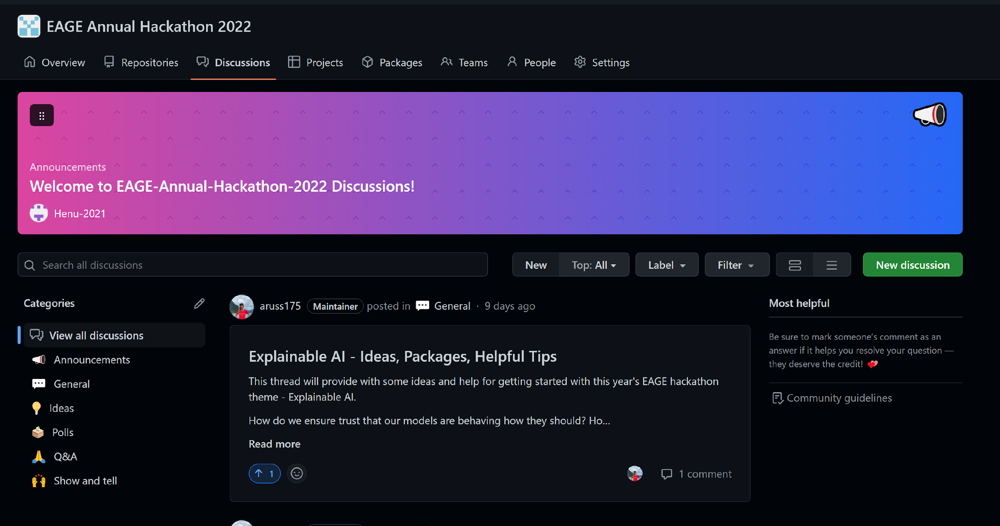 EAGE Annual Hackathon 2022
Overview Repositories Discussions Projects Packages Teams People Settings
Announcements
Welcome to EAGE-Annual-Hackathon-2022 Discussions!
Henu-2021
Search all discussions
New Top: All Label Filter New discussion
Categories
View all discussions
Announcements
General
Ideas
Polls
Q&A
Show and tell
aruss175 Maintainer posted in General · 9 days ago
Explainable AI - Ideas, Packages, Helpful Tips
This thread will provide with some ideas and help for getting started with this year's EAGE hackathon
theme - Explainable AI.
How do we ensure trust that our models are behaving how they should? Ho...
Read more
1
1 comment
Most helpful
Be sure to mark someone’s comment as an
answer if it helps you resolve your question —
they deserve the credit! 💕
Community guidelines